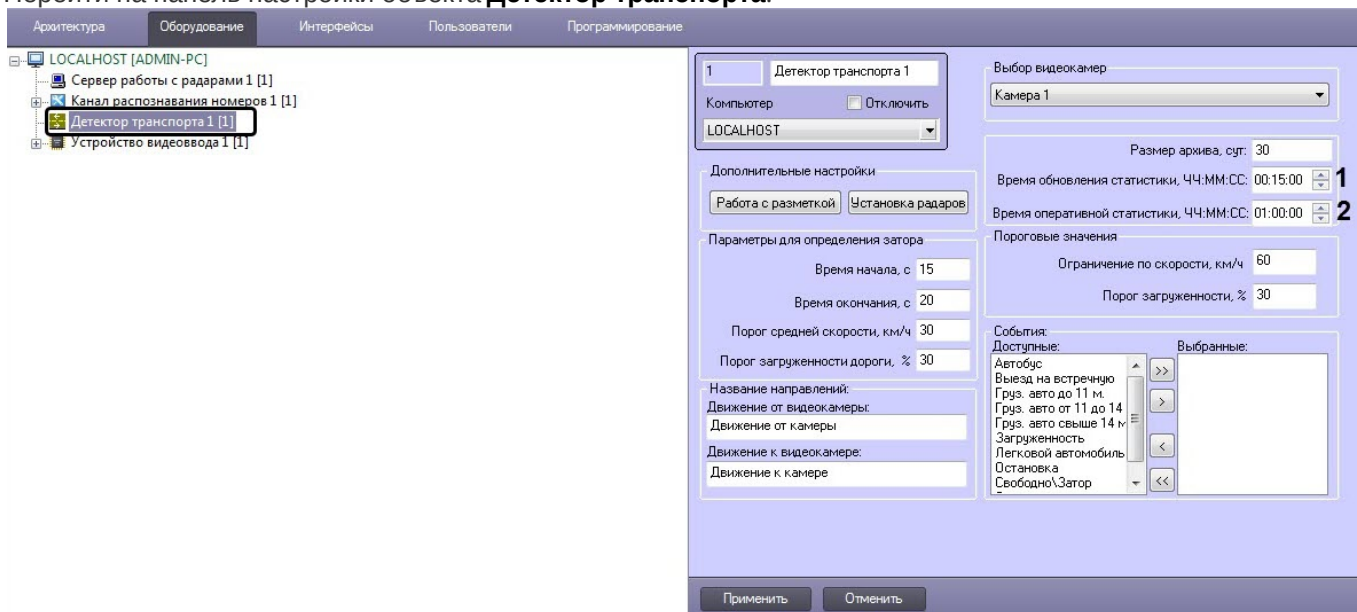 Перейти на панель настройки объекта Детектор транспорта.
Архитектура Оборудование Интерфейсы Пользователи Программирование
LOCALHOST [ADMIN-PC]
Сервер работы с радарами 1 [1]
Канал распознавания номеров 1 [1]
Детектор транспорта 1 [1]
Устройство видеоввода 1 [1]
1 Детектор транспорта 1
Компьютер Отключить
LOCALHOST
Дополнительные настройки
Работа с разметкой Установка радаров
Параметры для определения затора
Время начала, с 15
Время окончания, с 20
Порог средней скорости, км/ч 30
Порог загруженности дороги, % 30
Название направлений:
Движение от видеокамеры:
Движение от камеры
Движение к видеокамере:
Движение к камере
Выбор видеокамер
Камера 1
Размер архива, сут: 30
Время обновления статистики, ЧЧ:ММ:СС: 00:15:00 1
Время оперативной статистики, ЧЧ:ММ:СС: 01:00:00 2
Пороговые значения
Ограничение по скорости, км/ч 60
Порог загруженности, % 30
События:
Доступные: Выбранные:
Автобус
Выезд на встречную
Груз. авто до 11 м.
Груз. авто от 11 до 14
Груз. авто свыше 14 м
Загруженность
Легковой автомобиль
Остановка
Свободно\Затор
>>
>
<
<<
Применить Отменить